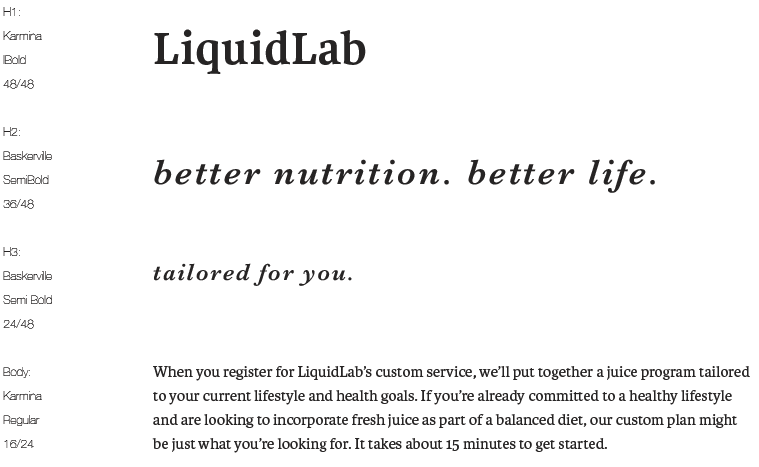 H1:
Karmina
lBold
48/48
LiquidLab
H2:
Baskerville
SemiBold
36/48
better nutrition. better life.
H3:
Baskerville
Semi Bold
24/48
tailored for you.
Body:
Karmina
Regular
16/24
When you register for LiquidLab’s custom service, we’ll put together a juice program tailored
to your current lifestyle and health goals. If you’re already committed to a healthy lifestyle
and are looking to incorporate fresh juice as part of a balanced diet, our custom plan might
be just what you’re looking for. It takes about 15 minutes to get started.